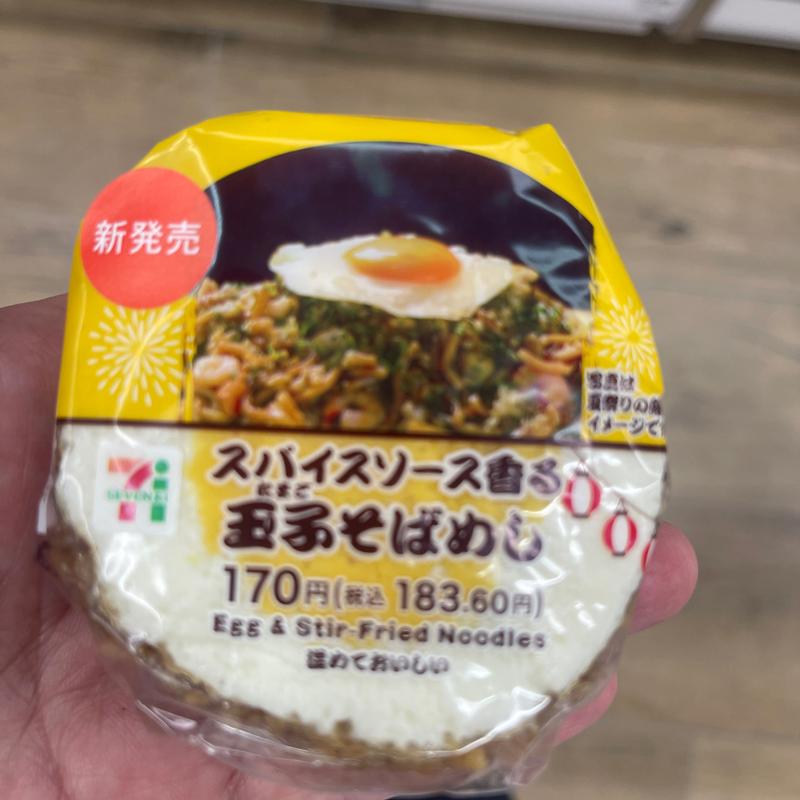 新発売
写真は
夏祭りの
イメージで
スパイスソース香る
たまご
玉子そばめし
170円(税込 183.60円)
Egg & Stir-Fried Noodles
温めておいしい